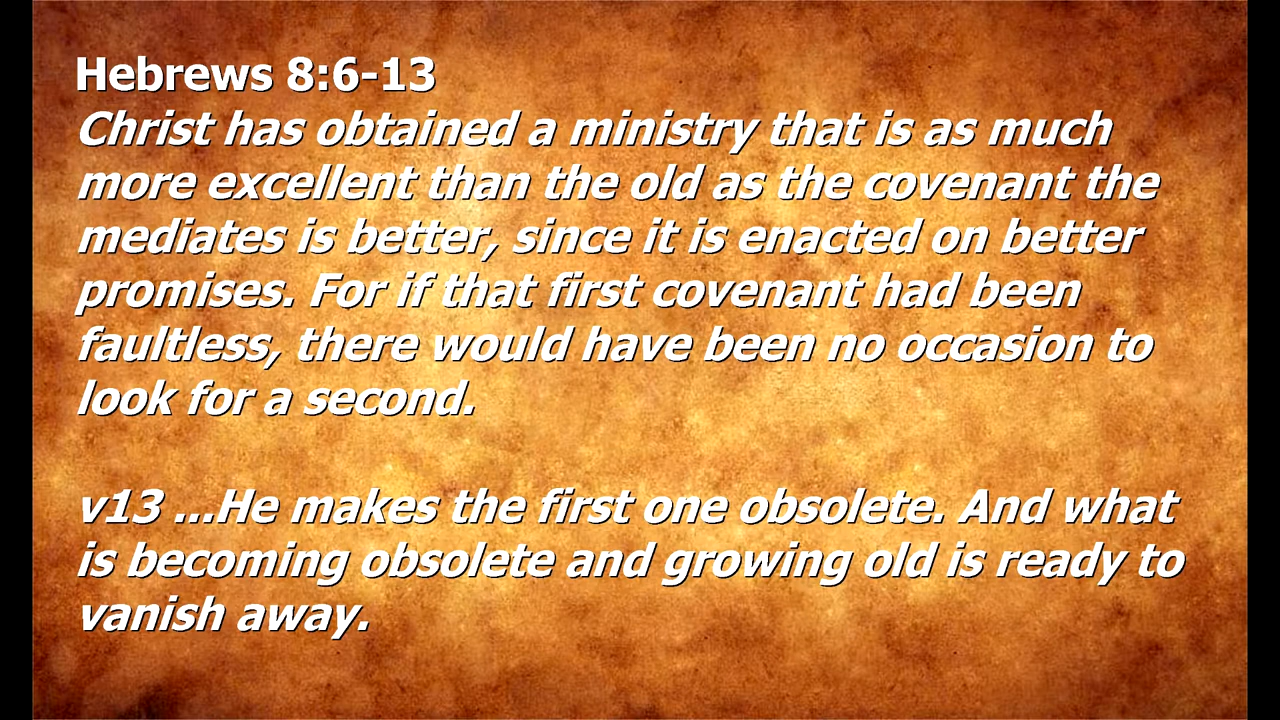 Hebrews 8:6-13
Christ has obtained a ministry that is as much
more excellent than the old as the covenant the
mediates is better, since it is enacted on better
promises. For if that first covenant had been
faultless, there would have been no occasion to
look for a second.
v13 ...He makes the first one obsolete. And what
is becoming obsolete and growing old is ready to
vanish away.